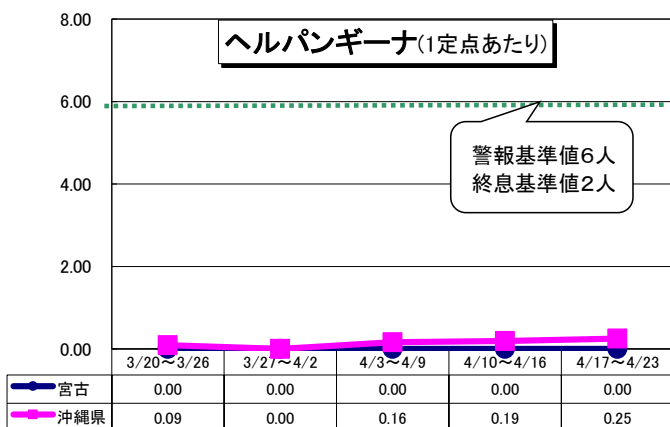 ヘルパンギーナ(1定点あたり)
8.00
6.00
4.00
2.00
0.00
警報基準値6人
終息基準値2人
3/20～3/26 3/27～4/2 4/3～4/9 4/10～4/16 4/17～4/23
宮古 0.00 0.00 0.00 0.00 0.00
沖縄県 0.09 0.00 0.16 0.19 0.25